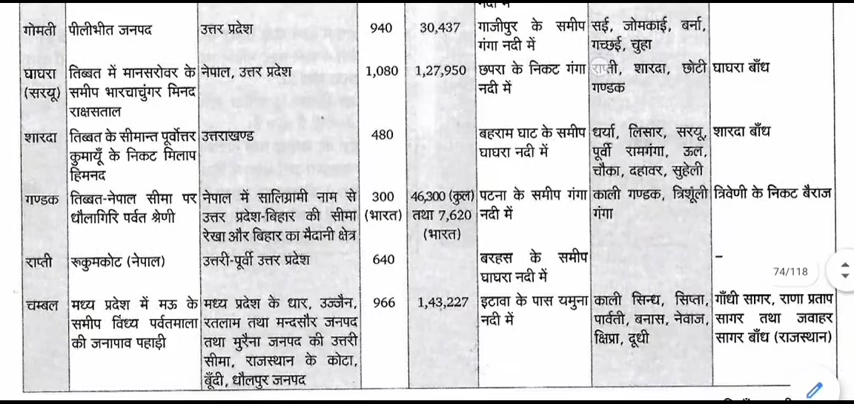 गोमती पीलीभीत जनपद उत्तर प्रदेश 940 30,437 गाजीपुर के समीप सई, जोमकाई, बर्ना,
गंगा नदी में गच्छई, चुहा
घाघरा तिब्बत में मानसरोवर के नेपाल, उत्तर प्रदेश 1,080 1,27,950 छपरा के निकट गंगा राप्ती, शारदा, छोटी घाघरा बाँध
(सरयू) समीप भारचाचुंगर मिनद नदी में गण्डक
राक्षसताल
शारदा तिब्बत के सीमान्त पूर्वोत्तर उत्तराखण्ड 480 बहराम घाट के समीप धर्या, लिसार, सरयू, शारदा बाँध
कुमायूँ के निकट मिलाप घाघरा नदी में पूर्वी रामगंगा, ऊल,
हिमनद चौका, दहावर, सुहेली
गण्डक तिब्बत-नेपाल सीमा पर नेपाल में सालिग्रामी नाम से 300 46,300 (कुल) पटना के समीप गंगा काली गण्डक, त्रिशूली त्रिवेणी के निकट बैराज
धौलागिरि पर्वत श्रेणी उत्तर प्रदेश-बिहार की सीमा (भारत) तथा 7,620 नदी में गंगा
रेखा और बिहार का मैदानी क्षेत्र (भारत)
राप्ती रुकुमकोट (नेपाल) उत्तरी-पूर्वी उत्तर प्रदेश 640 बरहस के समीप –
घाघरा नदी में
74/118
चम्बल मध्य प्रदेश में मऊ के मध्य प्रदेश के धार, उज्जैन, 966 1,43,227 इटावा के पास यमुना काली सिन्ध, सिप्ता, गाँधी सागर, राणा प्रताप
समीप विंध्य पर्वतमाला रतलाम तथा मन्दसौर जनपद नदी में पार्वती, बनास, नेवाज, सागर तथा जवाहर
की जनापाव पहाड़ी तथा मुरैना जनपद की उत्तरी क्षिप्रा, दूधी सागर बाँध (राजस्थान)
सीमा, राजस्थान के कोटा,
बूँदी, धौलपुर जनपद